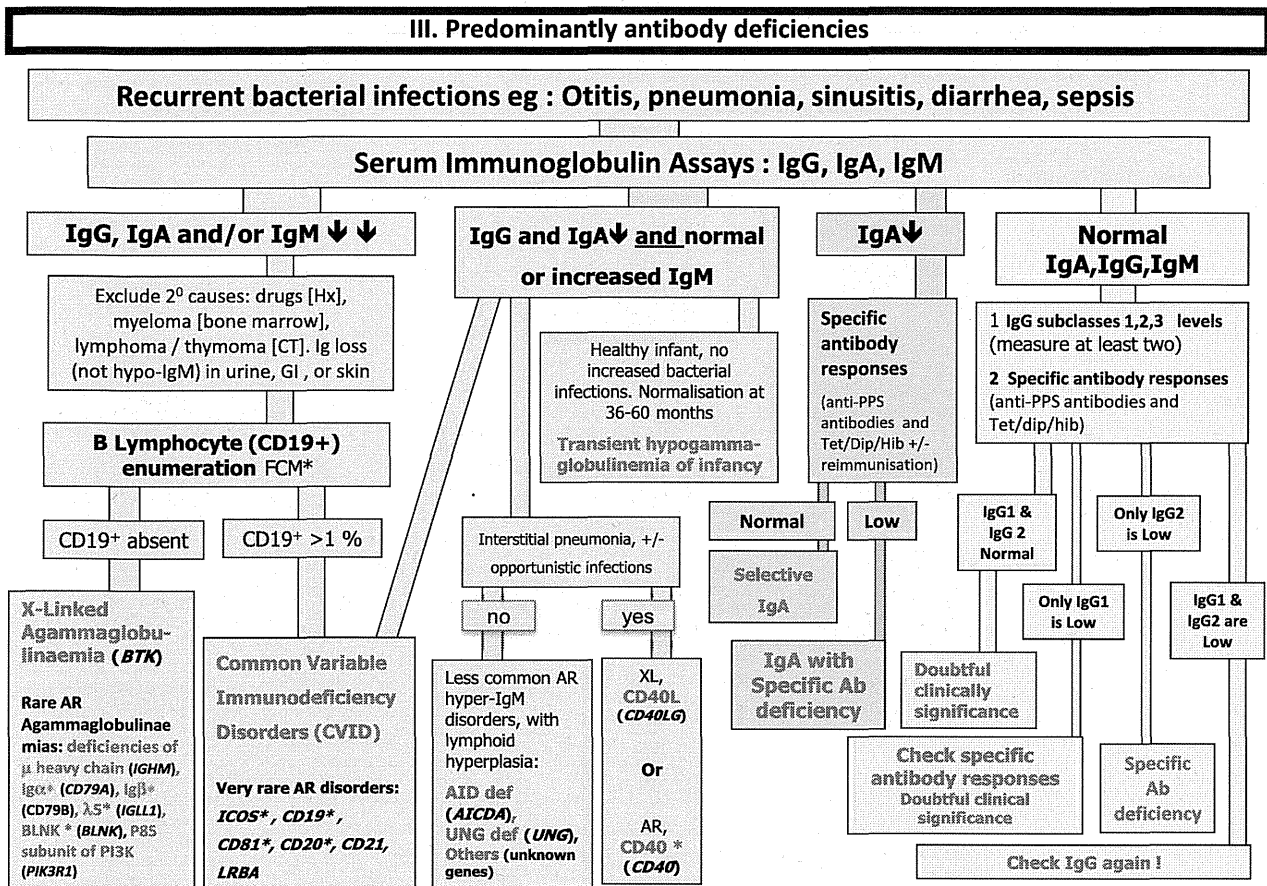 III. Predominantly antibody deficiencies
Recurrent bacterial infections eg : Otitis, pneumonia, sinusitis, diarrhea, sepsis
Serum Immunoglobulin Assays : IgG, IgA, IgM
IgG, IgA and/or IgM ↓ ↓
Exclude 2⁰ causes: drugs [Hx],
myeloma [bone marrow],
lymphoma / thymoma [CT]. Ig loss
(not hypo-IgM) in urine, GI , or skin
B Lymphocyte (CD19+)
enumeration FCM*
CD19⁺ absent
CD19⁺ >1 %
X-Linked
Agammaglobu-
linaemia (BTK)
Rare AR
Agammaglobulinae
mias: deficiencies of
µ heavy chain (IGHM),
Igα* (CD79A), Igβ*
(CD79B), λ5* (IGLL1),
BLNK * (BLNK), P85
subunit of PI3K
(PIK3R1)
Common Variable
Immunodeficiency
Disorders (CVID)
Very rare AR disorders:
ICOS*, CD19*,
CD81*, CD20*, CD21,
LRBA
IgG and IgA↓ and normal
or increased IgM
Healthy infant, no
increased bacterial
infections. Normalisation at
36-60 months
Transient hypogamma-
globulinemia of infancy
Interstitial pneumonia, +/-
opportunistic infections
no
yes
Less common AR
hyper-IgM
disorders, with
lymphoid
hyperplasia:
AID def
(AICDA),
UNG def (UNG),
Others (unknown
genes)
XL,
CD40L
(CD40LG)
Or
AR,
CD40 *
(CD40)
IgA↓
Specific
antibody
responses
(anti-PPS
antibodies and
Tet/Dip/Hib +/-
reimmunisation)
Normal
Low
Selective
IgA
IgA with
Specific Ab
deficiency
Normal
IgA,IgG,IgM
1 IgG subclasses 1,2,3 levels
(measure at least two)
2 Specific antibody responses
(anti-PPS antibodies and
Tet/dip/hib)
IgG1 &
IgG 2
Normal
Only IgG1
is Low
Only IgG2
is Low
IgG1 &
IgG2 are
Low
Doubtful
clinically
significance
Check specific
antibody responses
Doubtful clinical
significance
Specific
Ab
deficiency
Check IgG again !